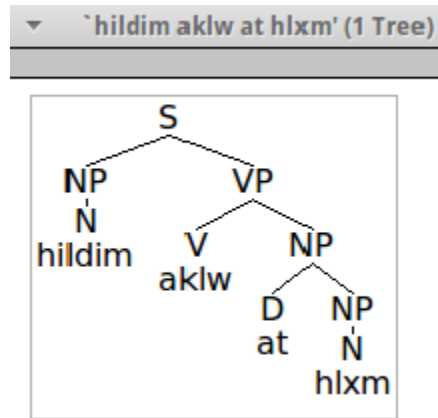 `hildim aklw at hlxm' (1 Tree)
S
NP VP
N V NP
hildim aklw D NP
at N
hlxm